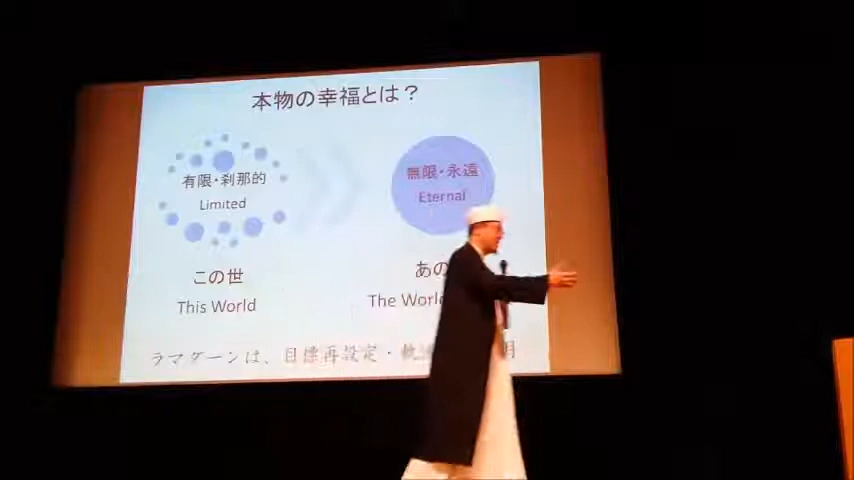 本物の幸福とは？
有限・刹那的
Limited
無限・永遠
Eternal
この世
This World
あの
The World
ラマダーンは、目標再設定・軌 月